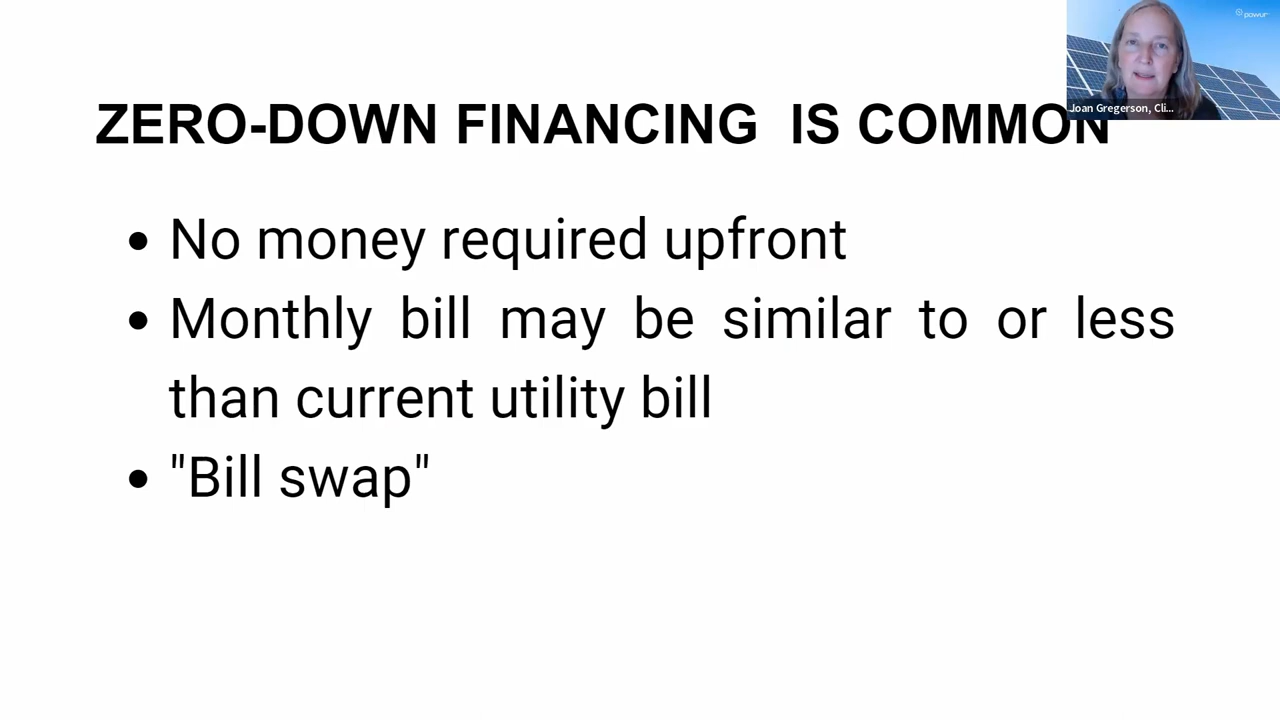 powur
Joan Gregerson, Cli...
ZERO-DOWN FINANCING IS COMMON
• No money required upfront
• Monthly bill may be similar to or less
than current utility bill
• "Bill swap"